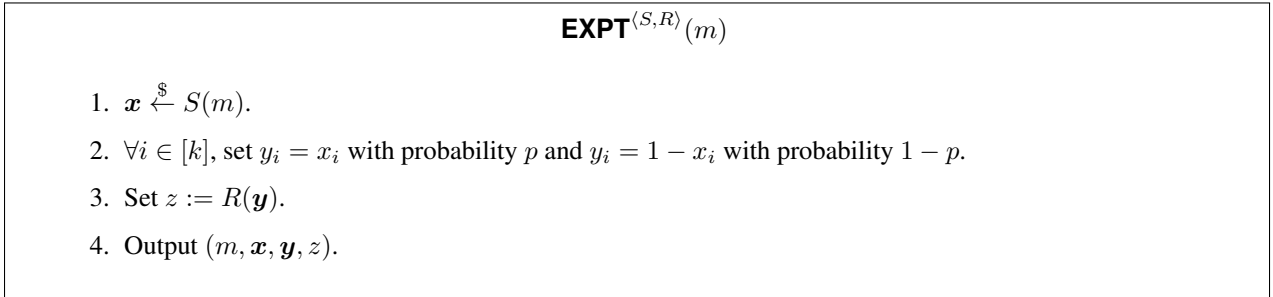 EXPT⟨S,R⟩(m)
1. x $← S(m).
2. ∀i ∈ [k], set yᵢ = xᵢ with probability p and yᵢ = 1 − xᵢ with probability 1 − p.
3. Set z := R(y).
4. Output (m, x, y, z).